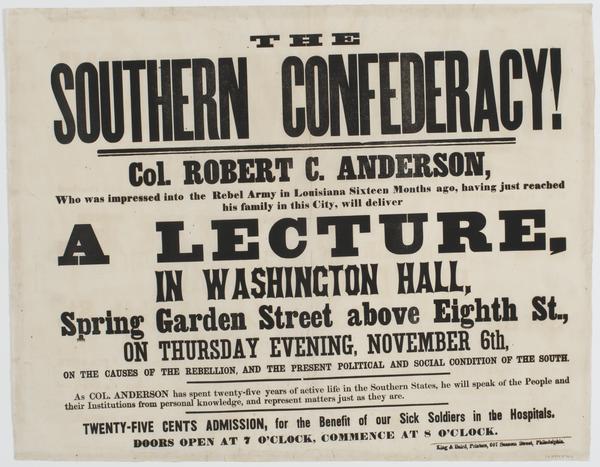 THE
SOUTHERN CONFEDERACY!
Col. ROBERT C. ANDERSON,
Who was impressed into the Rebel Army in Louisiana Sixteen Months ago, having just reached
his family in this City, will deliver
A LECTURE,
IN WASHINGTON HALL,
Spring Garden Street above Eighth St.,
ON THURSDAY EVENING, NOVEMBER 6th,
ON THE CAUSES OF THE REBELLION, AND THE PRESENT POLITICAL AND SOCIAL CONDITION OF THE SOUTH.
As COL. ANDERSON has spent twenty-five years of active life in the Southern States, he will speak of the People and
their Institutions from personal knowledge, and represent matters just as they are.
TWENTY-FIVE CENTS ADMISSION, for the Benefit of our Sick Soldiers in the Hospitals.
DOORS OPEN AT 7 O'CLOCK, COMMENCE AT 8 O'CLOCK.
King & Baird, Printers, 607 Sansom Street, Philadelphia.